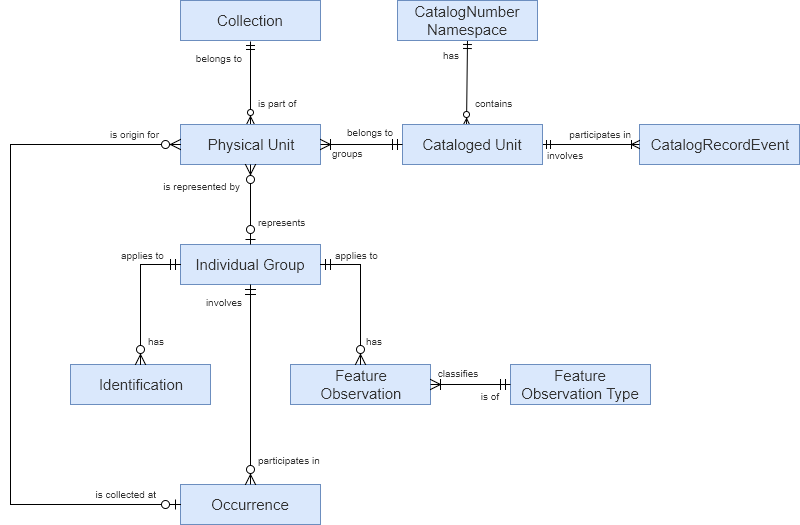 Collection
CatalogNumber
Namespace
belongs to
has
is part of
contains
is origin for
Physical Unit
belongs to
groups
Cataloged Unit
participates in
involves
CatalogRecordEvent
is represented by
represents
applies to
Individual Group
applies to
involves
has
has
Identification
Feature
Observation
classifies
is of
Feature
Observation Type
participates in
is collected at
Occurrence